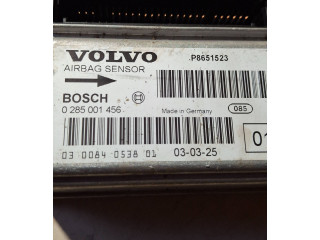 VOLVO P8651523
AIRBAG SENSOR
BOSCH
0 285 001 456 Made in Germany 085
03 0084 0538 01 03-03-25
01